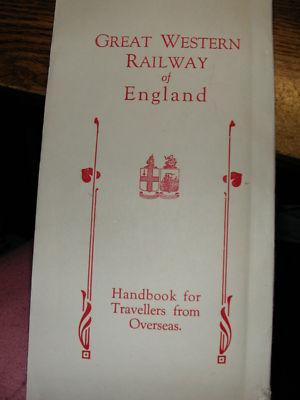 GREAT WESTERN
RAILWAY
of
England
Handbook for
Travellers from
Overseas.